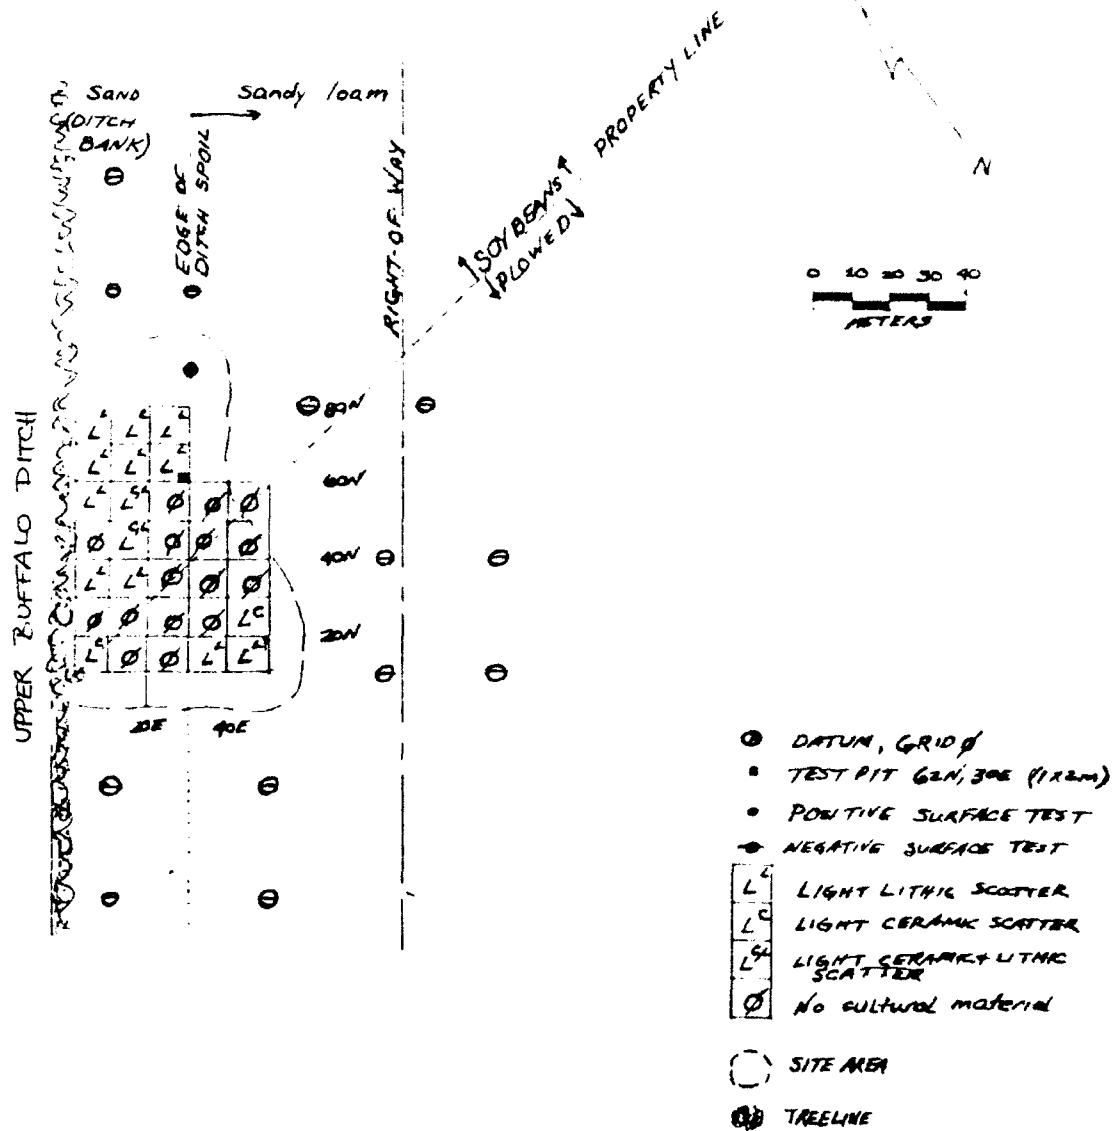 SAND
(DITCH
BANK)
Sandy loam
EDGE OF
DITCH SPOIL
RIGHT-OF WAY
↑SOYBEANS↑
↓PLOWED↓
PROPERTY LINE
N
0 10 20 30 40
METERS
UPPER BUFFALO DITCH
80N
60N
40N
20N
20E 40E
L^L L^L L^L
L^L L^L L^L
L^L L^CL Ø Ø Ø
Ø L^CL Ø Ø Ø
L^L L^L Ø Ø Ø
Ø Ø Ø Ø L^C
L^L Ø Ø L^L L^L
DATUM, GRID Ø
TEST PIT 62N, 30E (1x2m)
POSITIVE SURFACE TEST
NEGATIVE SURFACE TEST
L^L LIGHT LITHIC SCATTER
L^C LIGHT CERAMIC SCATTER
L^CL LIGHT CERAMIC + LITHIC
SCATTER
Ø No cultural material
SITE AREA
TREELINE